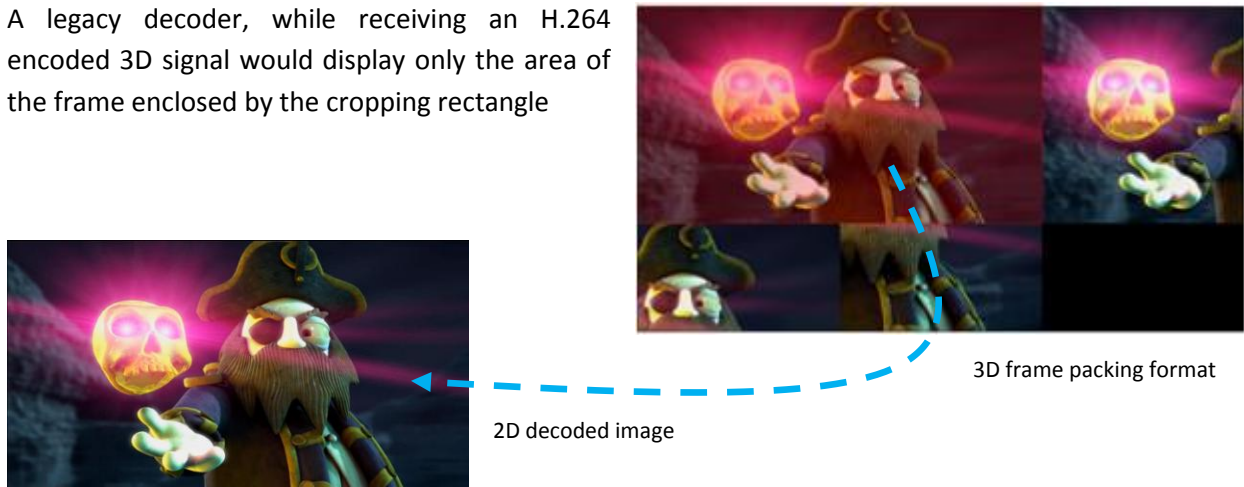 A legacy decoder, while receiving an H.264
encoded 3D signal would display only the area of
the frame enclosed by the cropping rectangle
3D frame packing format
2D decoded image